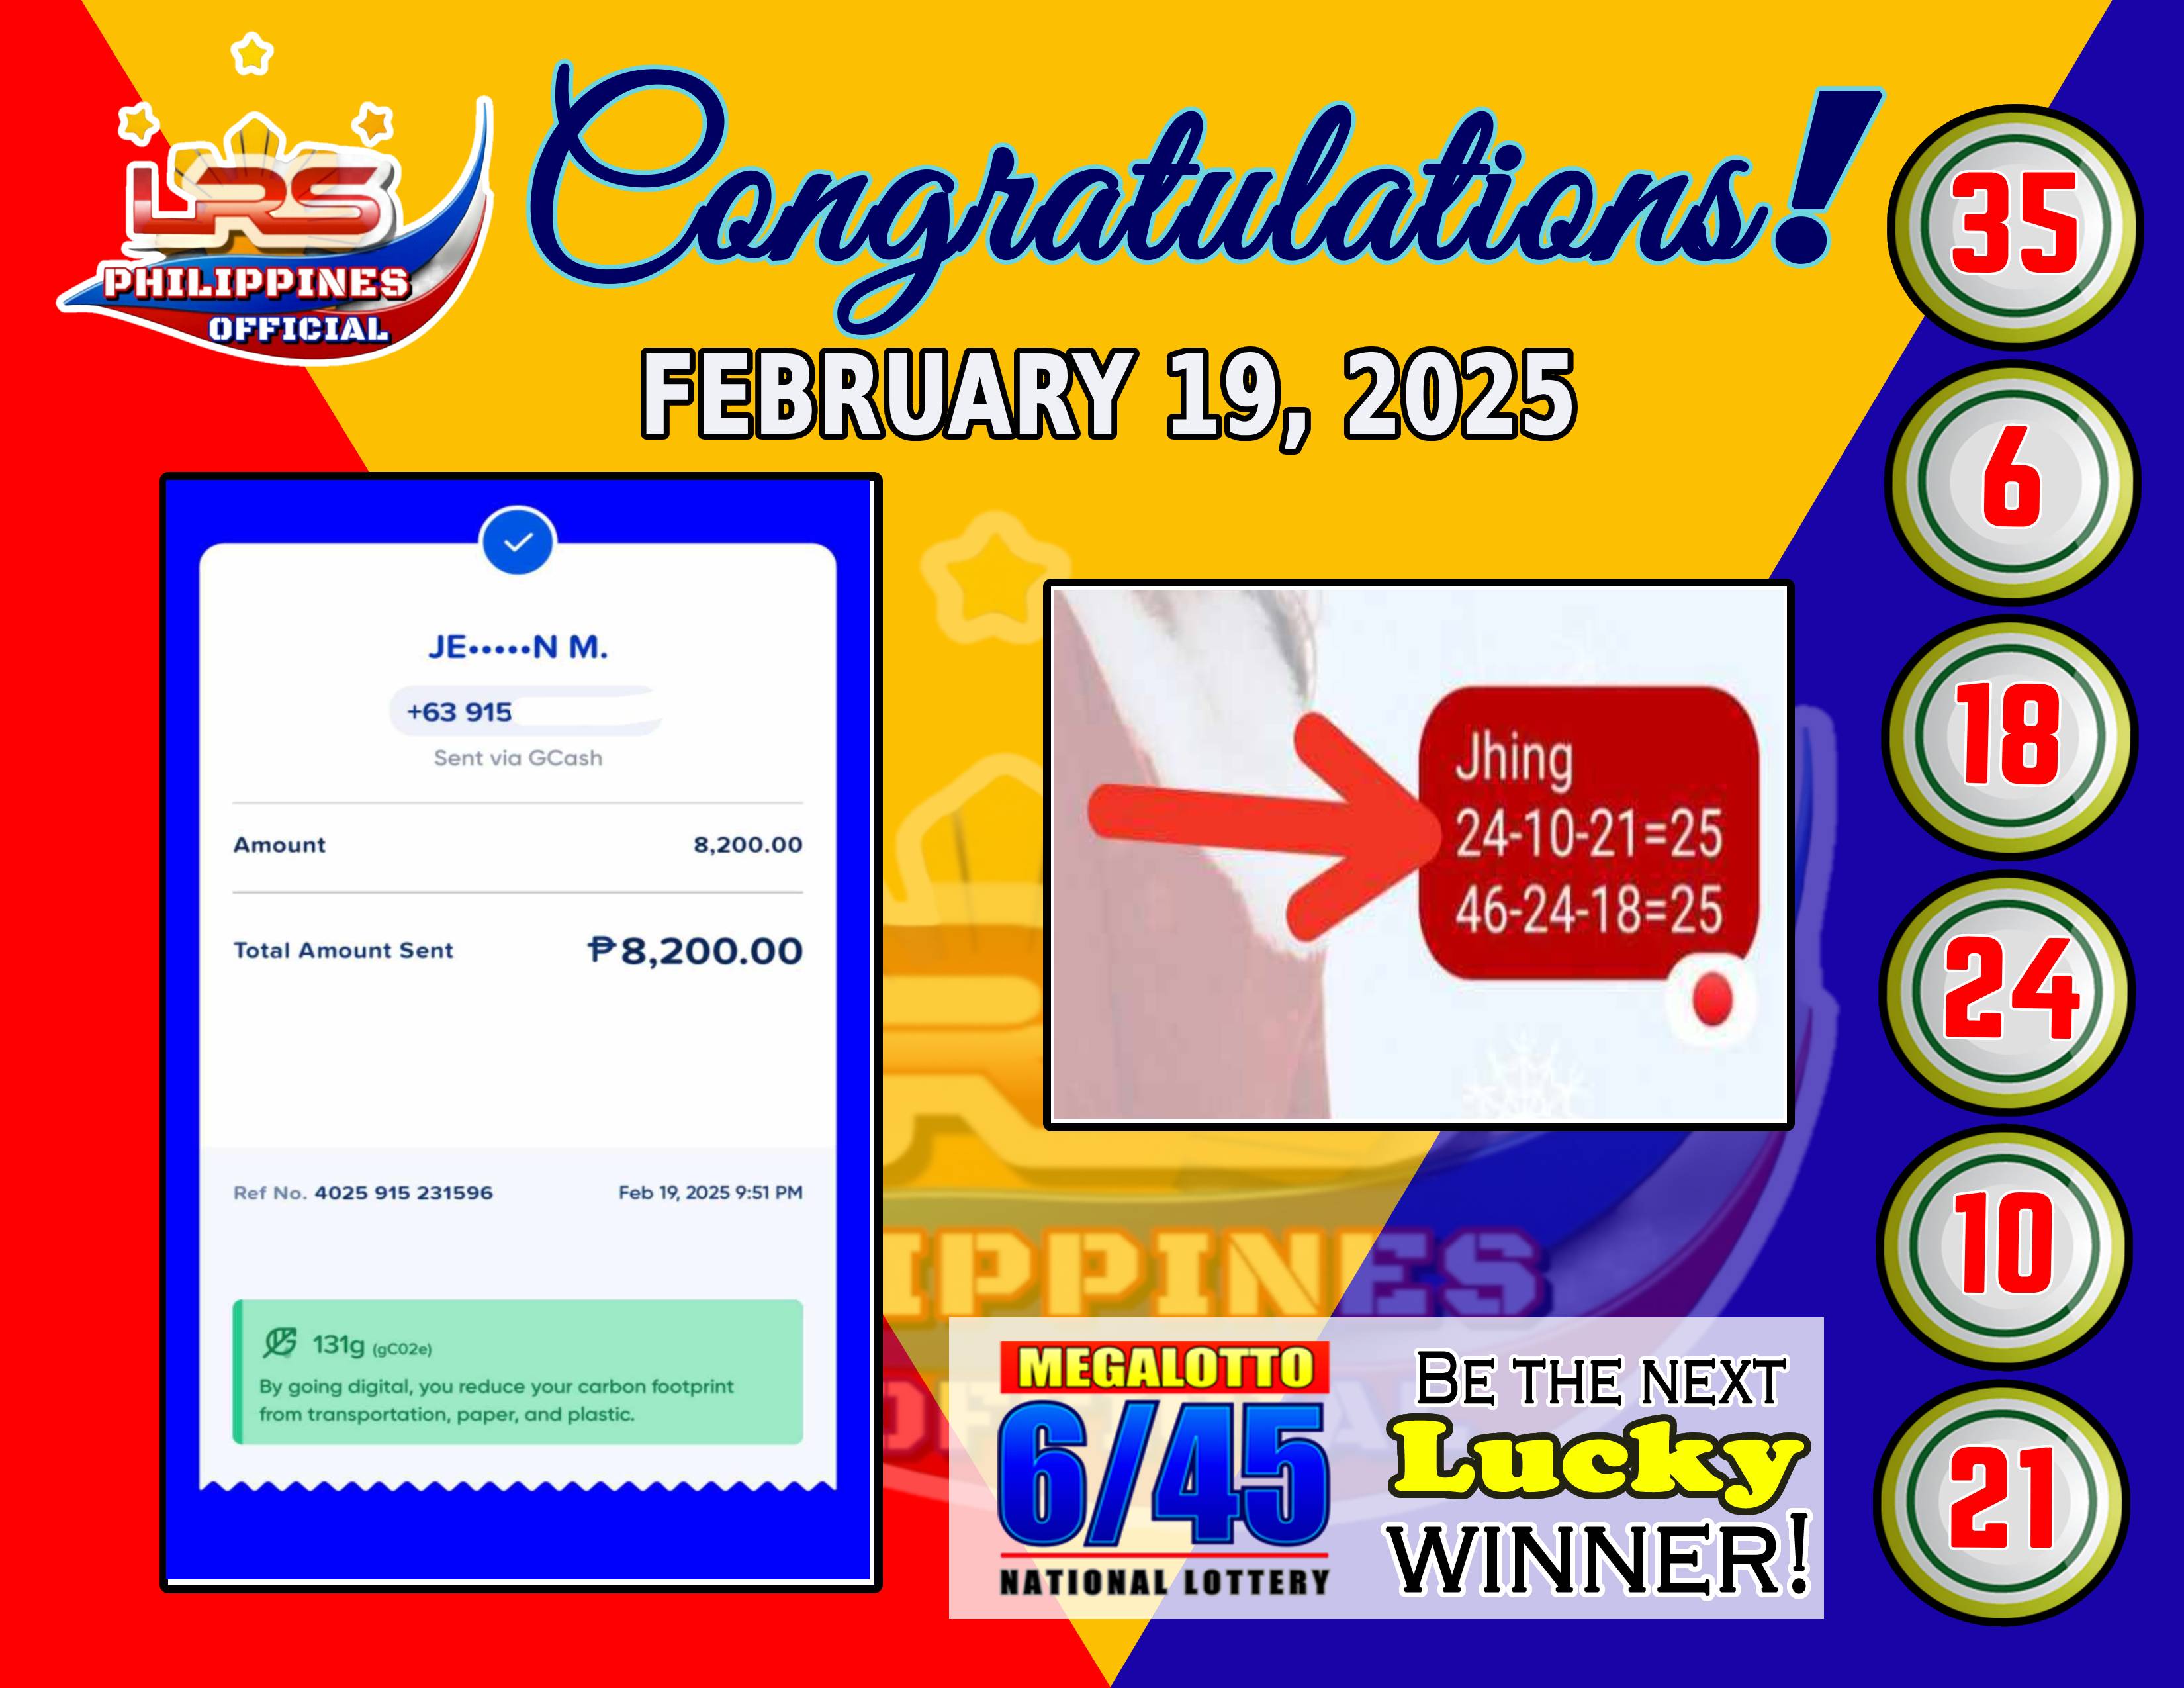 LRS
PHILIPPINES
OFFICIAL
Congratulations!
FEBRUARY 19, 2025
JE•••••N M.
+63 915
Sent via GCash
Amount 8,200.00
Total Amount Sent ₱8,200.00
Ref No. 4025 915 231596 Feb 19, 2025 9:51 PM
131g (gC02e)
By going digital, you reduce your carbon footprint
from transportation, paper, and plastic.
Jhing
24-10-21=25
46-24-18=25
IPPINES
MEGALOTTO
6/45
NATIONAL LOTTERY
BE THE NEXT
Lucky
WINNER!
35
6
18
24
10
21